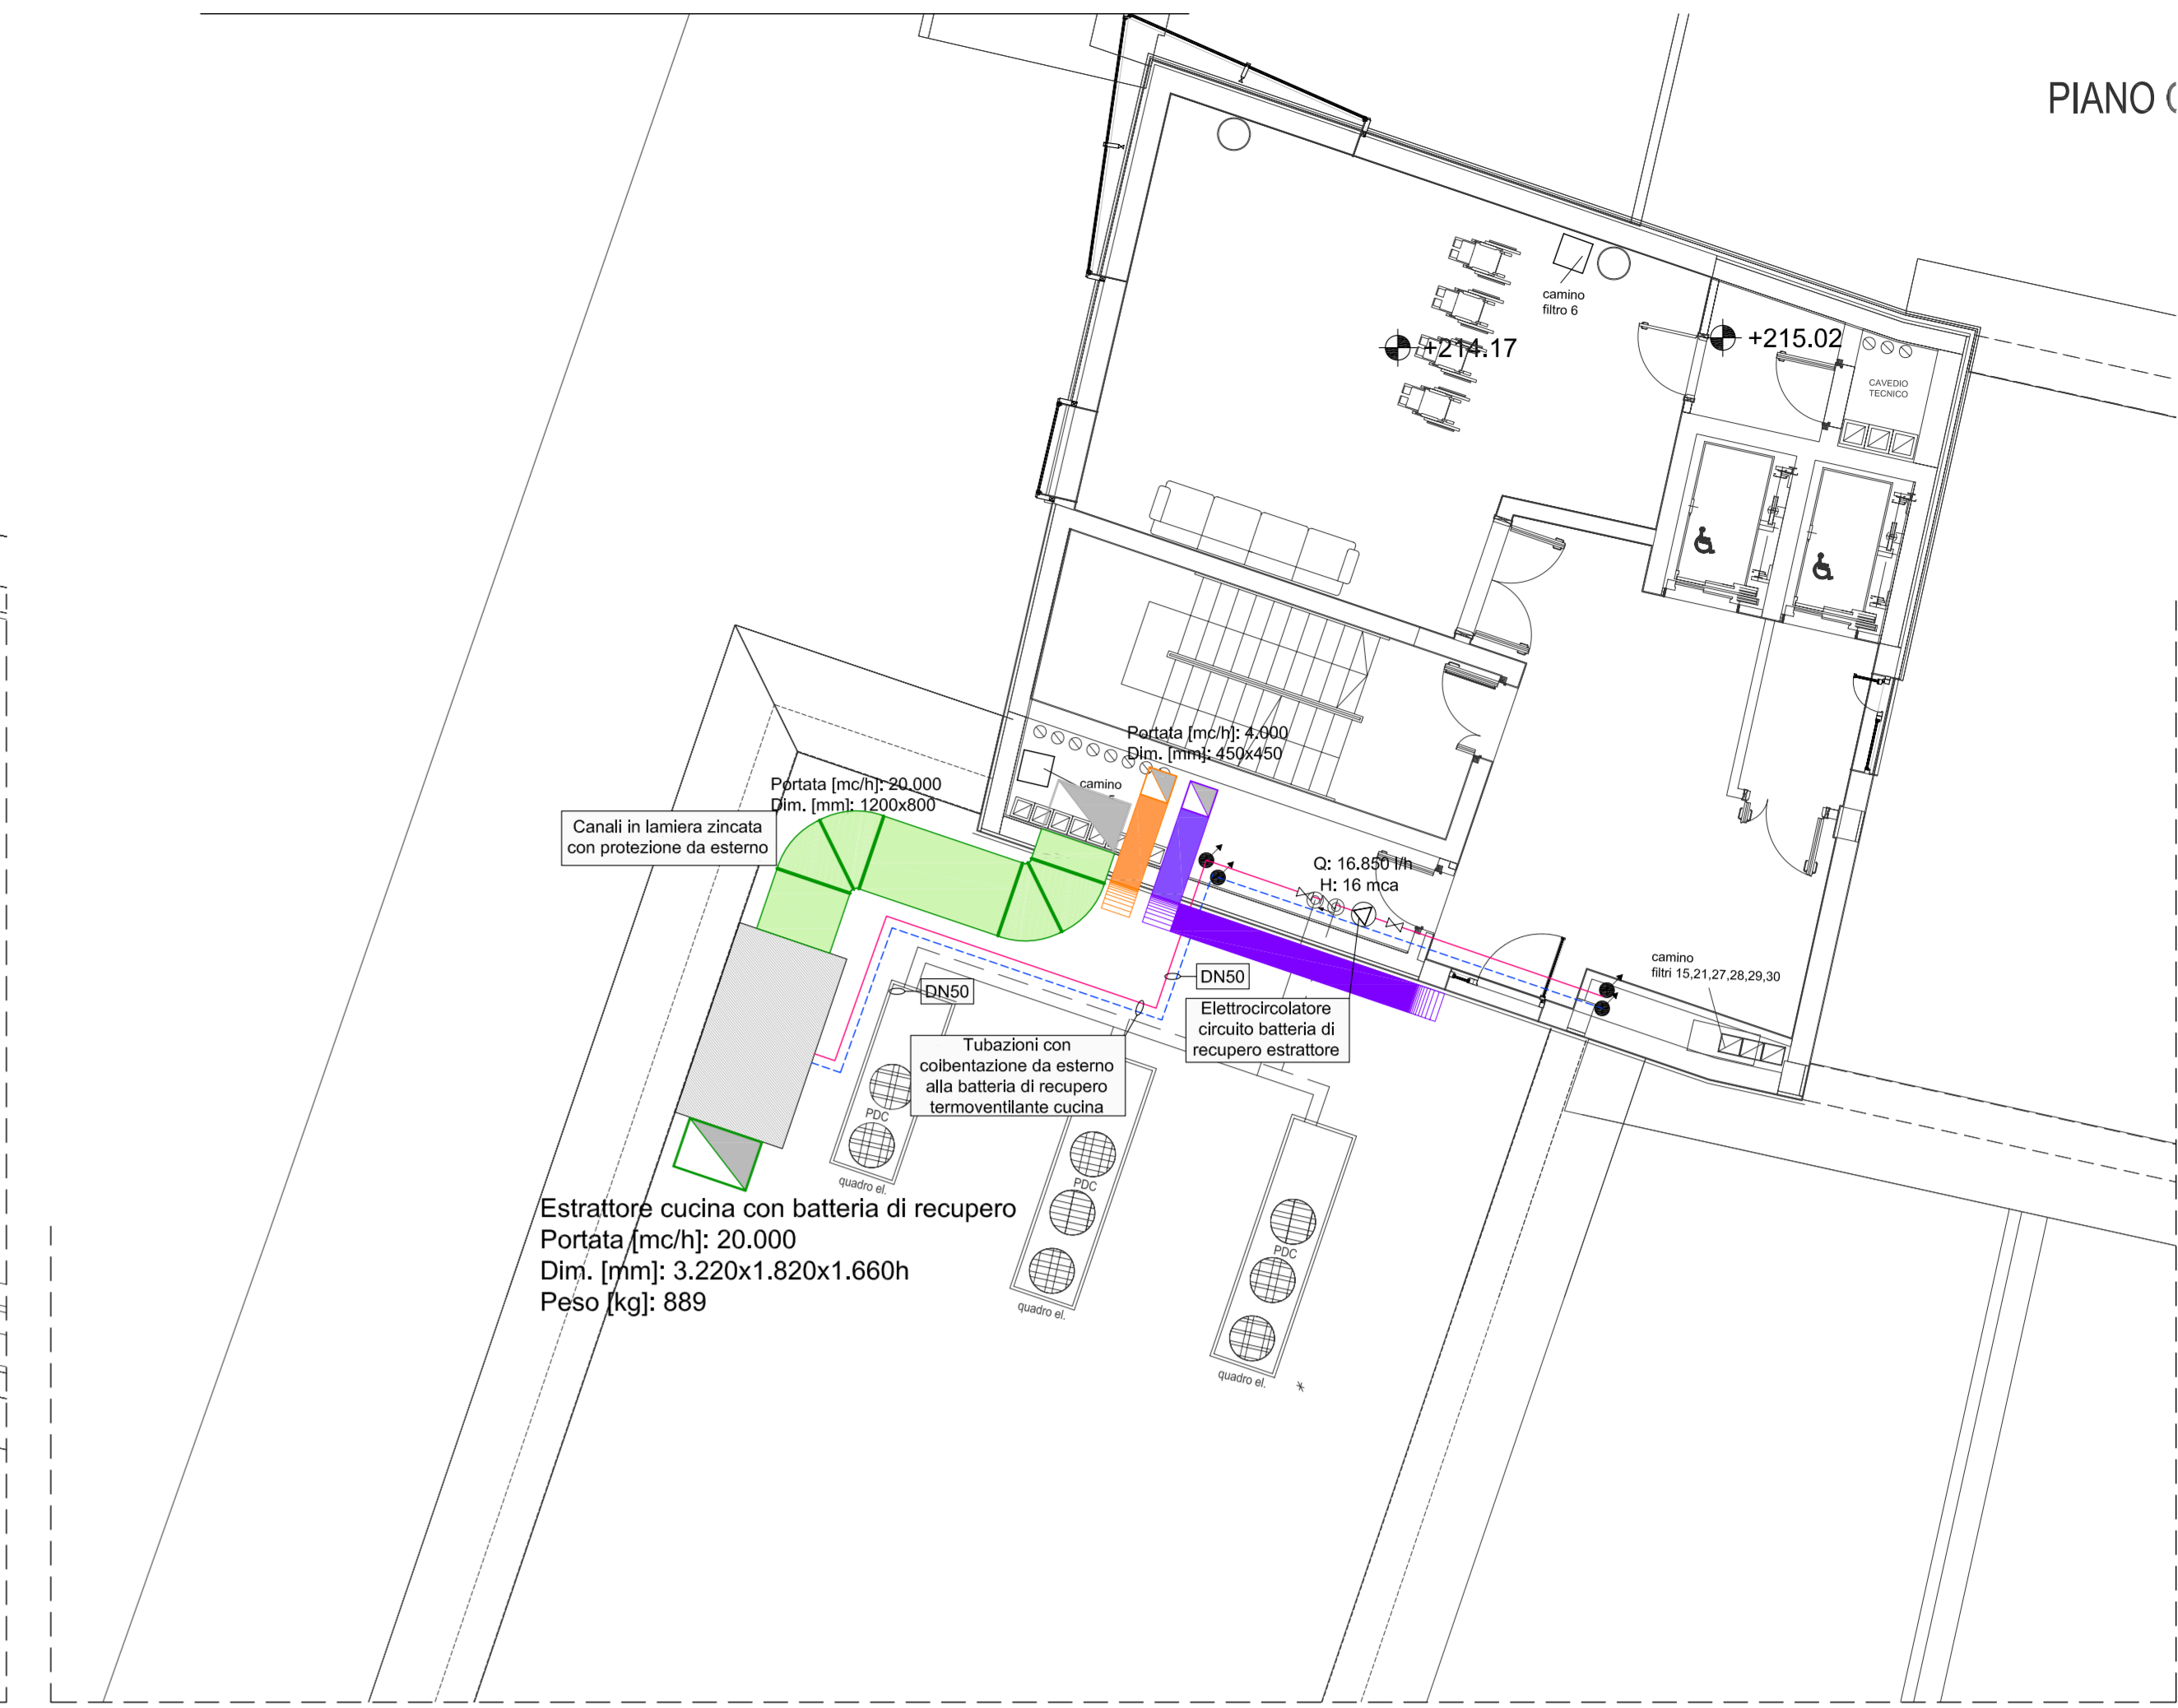 PIANO
camino
filtro 6
+214.17
+215.02
CAVEDIO
TECNICO
Portata [mc/h]: 4.000
Dim. [mm]: 450x450
camino
Portata [mc/h]: 20.000
Dim. [mm]: 1200x800
Canali in lamiera zincata
con protezione da esterno
Q: 16.850 l/h
H: 16 mca
camino
filtri 15,21,27,28,29,30
DN50
DN50
Elettrocircolatore
circuito batteria di
recupero estrattore
Tubazioni con
coibentazione da esterno
alla batteria di recupero
termoventilante cucina
PDC
quadro el.
PDC
quadro el.
PDC
quadro el.
Estrattore cucina con batteria di recupero
Portata [mc/h]: 20.000
Dim. [mm]: 3.220x1.820x1.660h
Peso [kg]: 889